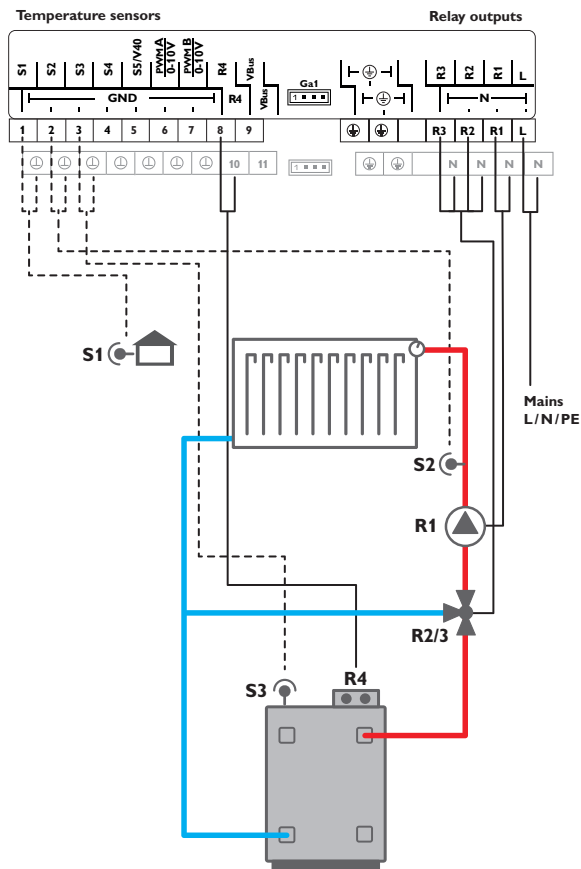 Temperature sensors Relay outputs
S1 S2 S3 S4 S5/V40 PWM A 0-10V PWM B 0-10V R4 VBus R3 R2 R1 L
GND R4 VBus Ga1 N
1
1 2 3 4 5 6 7 8 9 R3 R2 R1 L
10 11 1 N N N N
S1
Mains
L/N/PE
S2
R1
R2/3
S3 R4